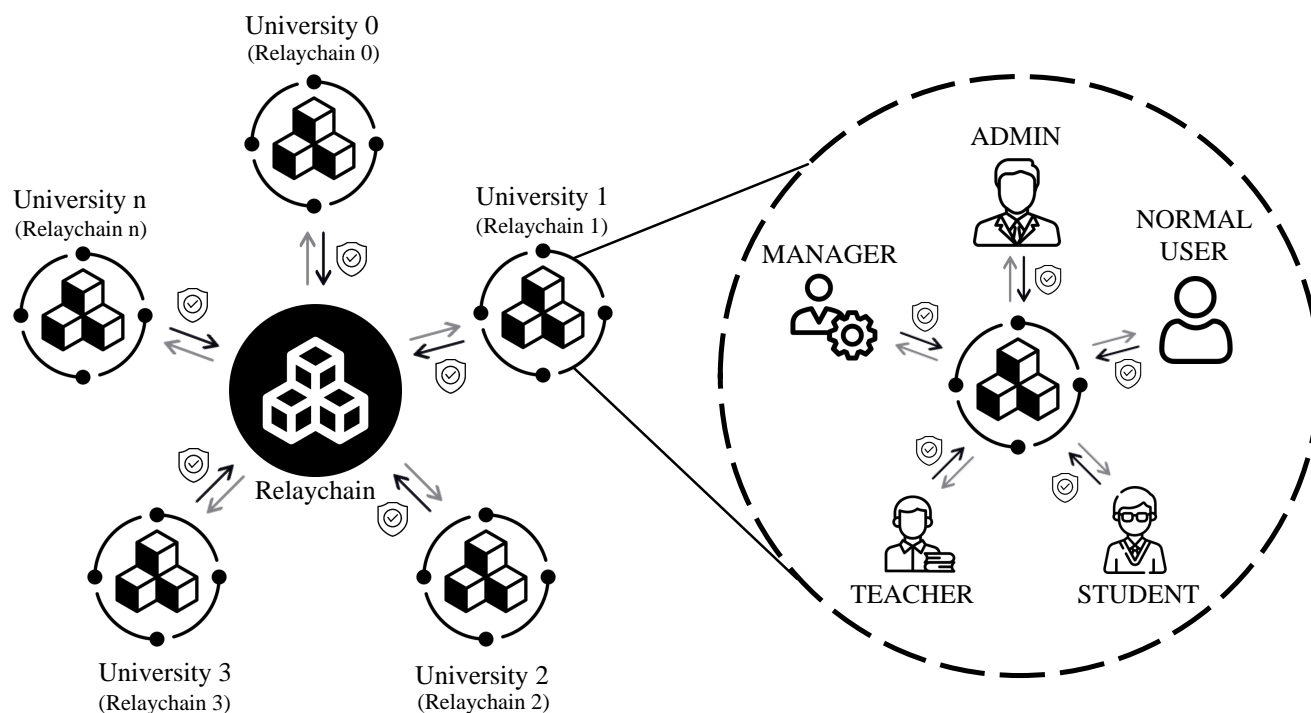 University 0
(Relaychain 0)
University n
(Relaychain n)
University 1
(Relaychain 1)
Relaychain
University 3
(Relaychain 3)
University 2
(Relaychain 2)
ADMIN
MANAGER
NORMAL
USER
TEACHER
STUDENT